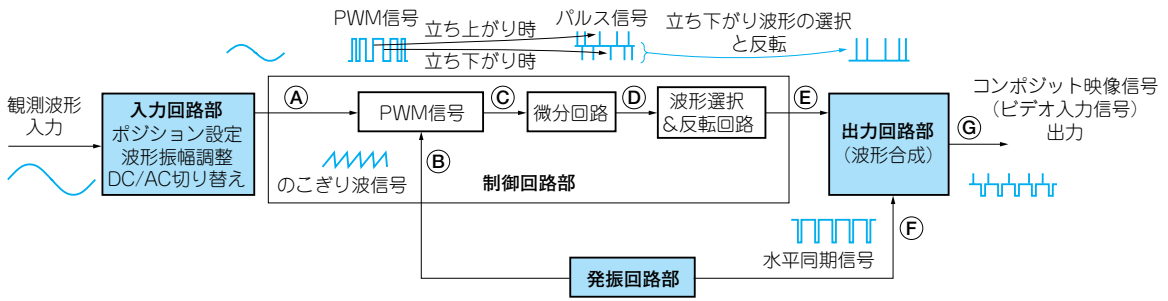 PWM信号
立ち上がり時
立ち下がり時
パルス信号
立ち下がり波形の選択
と反転
観測波形
入力
入力回路部
ポジション設定
波形振幅調整
DC/AC切り替え
A
PWM信号
C
微分回路
D
波形選択
&反転回路
E
B
のこぎり波信号
制御回路部
出力回路部
(波形合成)
G
コンポジット映像信号
(ビデオ入力信号)
出力
F
水平同期信号
発振回路部